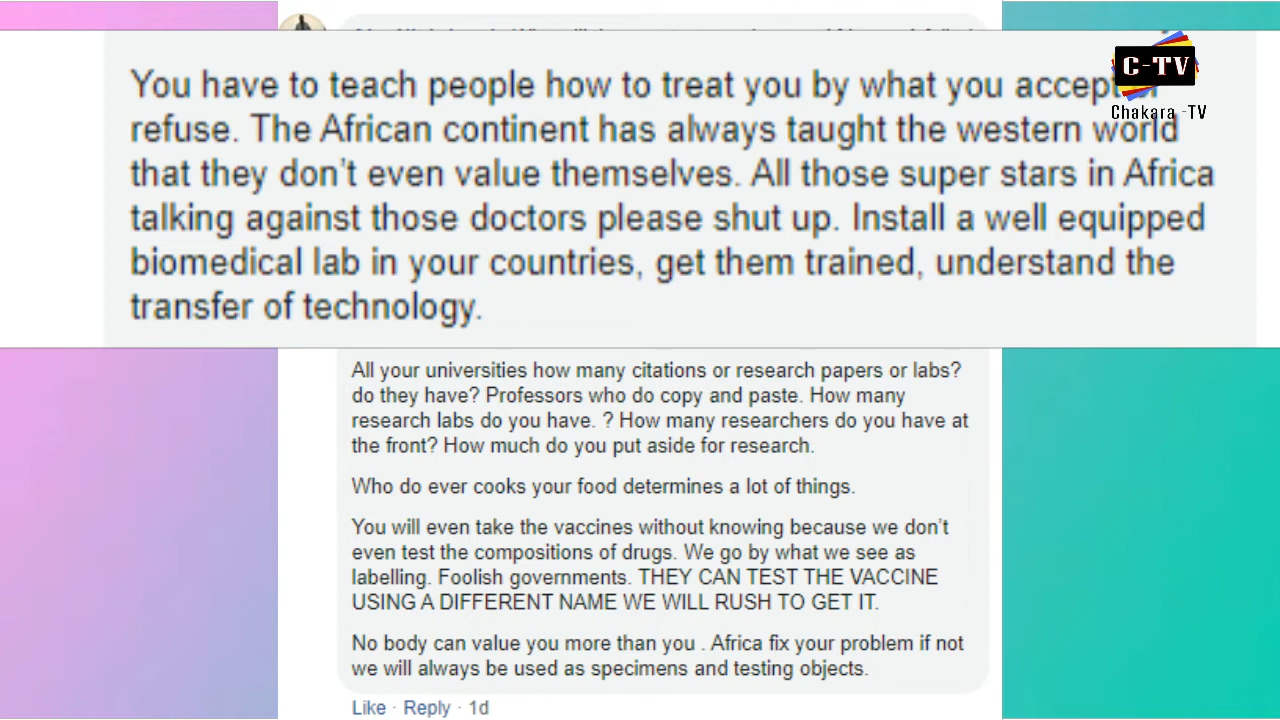 C-TV
Chakara -TV
You have to teach people how to treat you by what you accept or
refuse. The African continent has always taught the western world
that they don't even value themselves. All those super stars in Africa
talking against those doctors please shut up. Install a well equipped
biomedical lab in your countries, get them trained, understand the
transfer of technology.
All your universities how many citations or research papers or labs?
do they have? Professors who do copy and paste. How many
research labs do you have. ? How many researchers do you have at
the front? How much do you put aside for research.
Who do ever cooks your food determines a lot of things.
You will even take the vaccines without knowing because we don't
even test the compositions of drugs. We go by what we see as
labelling. Foolish governments. THEY CAN TEST THE VACCINE
USING A DIFFERENT NAME WE WILL RUSH TO GET IT.
No body can value you more than you . Africa fix your problem if not
we will always be used as specimens and testing objects.
Like · Reply · 1d